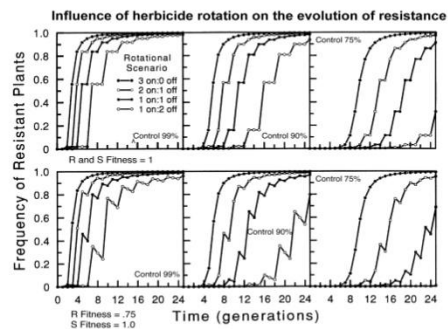 Influence of herbicide rotation on the evolution of resistance
Frequency of Resistant Plants
1.0
0.8
0.6
0.4
0.2
0
Rotational
Scenario
3 on:0 off
2 on:1 off
1 on:1 off
1 on:2 off
Control 99%
Control 90%
Control 75%
R and S Fitness = 1
1.0
0.8
0.6
0.4
0.2
0
Control 99%
Control 90%
Control 75%
0 4 8 12 16 20 24
4 8 12 16 20 24
4 8 12 16 20 24
R Fitness = .75
S Fitness = 1.0
Time (generations)